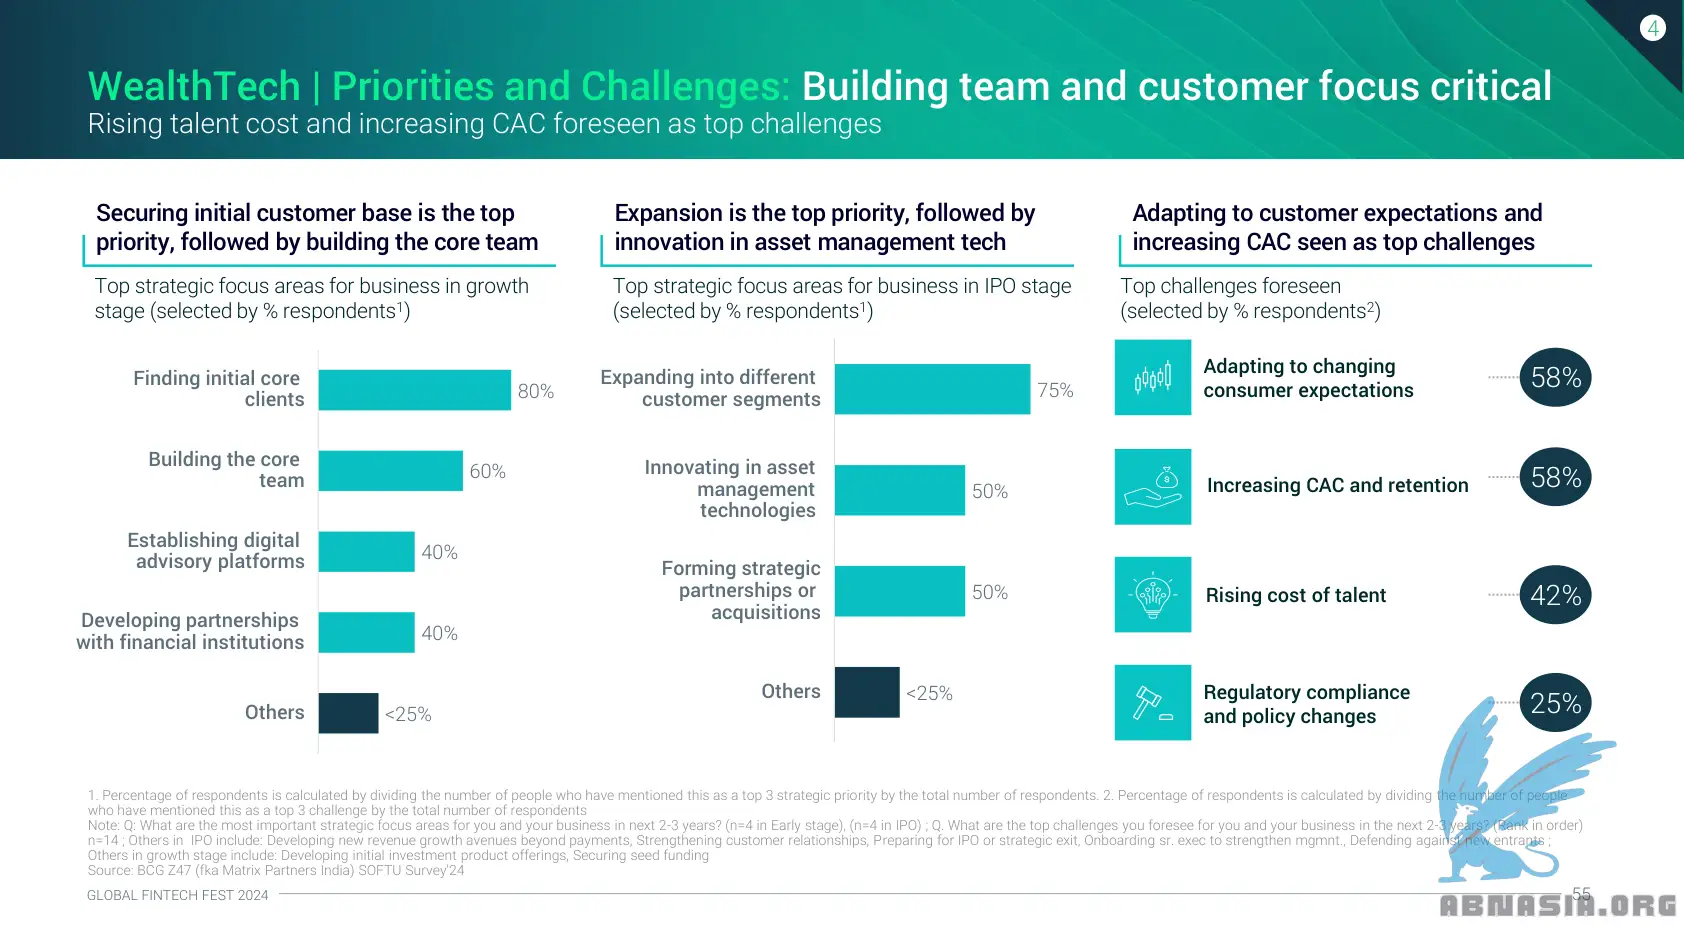 4
WealthTech | Priorities and Challenges: Building team and customer focus critical
Rising talent cost and increasing CAC foreseen as top challenges
Securing initial customer base is the top
priority, followed by building the core team
Top strategic focus areas for business in growth
stage (selected by % respondents1)
Finding initial core
clients
80%
Building the core
team
60%
Establishing digital
advisory platforms
40%
Developing partnerships
with financial institutions
40%
Others
<25%
Expansion is the top priority, followed by
innovation in asset management tech
Top strategic focus areas for business in IPO stage
(selected by % respondents1)
Expanding into different
customer segments
75%
Innovating in asset
management
technologies
50%
Forming strategic
partnerships or
acquisitions
50%
Others
<25%
Adapting to customer expectations and
increasing CAC seen as top challenges
Top challenges foreseen
(selected by % respondents2)
Adapting to changing
consumer expectations
58%
Increasing CAC and retention
58%
Rising cost of talent
42%
Regulatory compliance
and policy changes
25%
1. Percentage of respondents is calculated by dividing the number of people who have mentioned this as a top 3 strategic priority by the total number of respondents. 2. Percentage of respondents is calculated by dividing the number of people
who have mentioned this as a top 3 challenge by the total number of respondents
Note: Q: What are the most important strategic focus areas for you and your business in next 2-3 years? (n=4 in Early stage), (n=4 in IPO) ; Q. What are the top challenges you foresee for you and your business in the next 2-3 years? (Rank in order)
n=14 ; Others in IPO include: Developing new revenue growth avenues beyond payments, Strengthening customer relationships, Preparing for IPO or strategic exit, Onboarding sr. exec to strengthen mgmnt., Defending against new entrants ;
Others in growth stage include: Developing initial investment product offerings, Securing seed funding
Source: BCG Z47 (fka Matrix Partners India) SOFTU Survey'24
GLOBAL FINTECH FEST 2024
55
ABNASIA.ORG